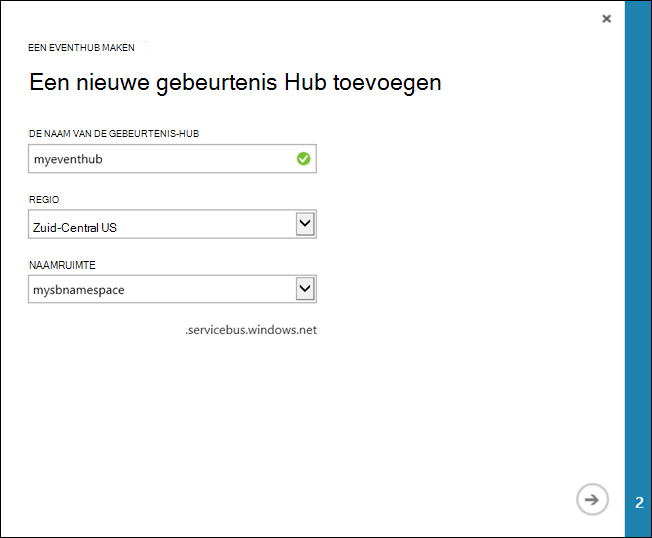 EEN EVENTHUB MAKEN
Een nieuwe gebeurtenis Hub toevoegen
DE NAAM VAN DE GEBEURTENIS-HUB
myeventhub
REGIO
Zuid-Central US
NAAMRUIMTE
mysbnamespace
.servicebus.windows.net
2